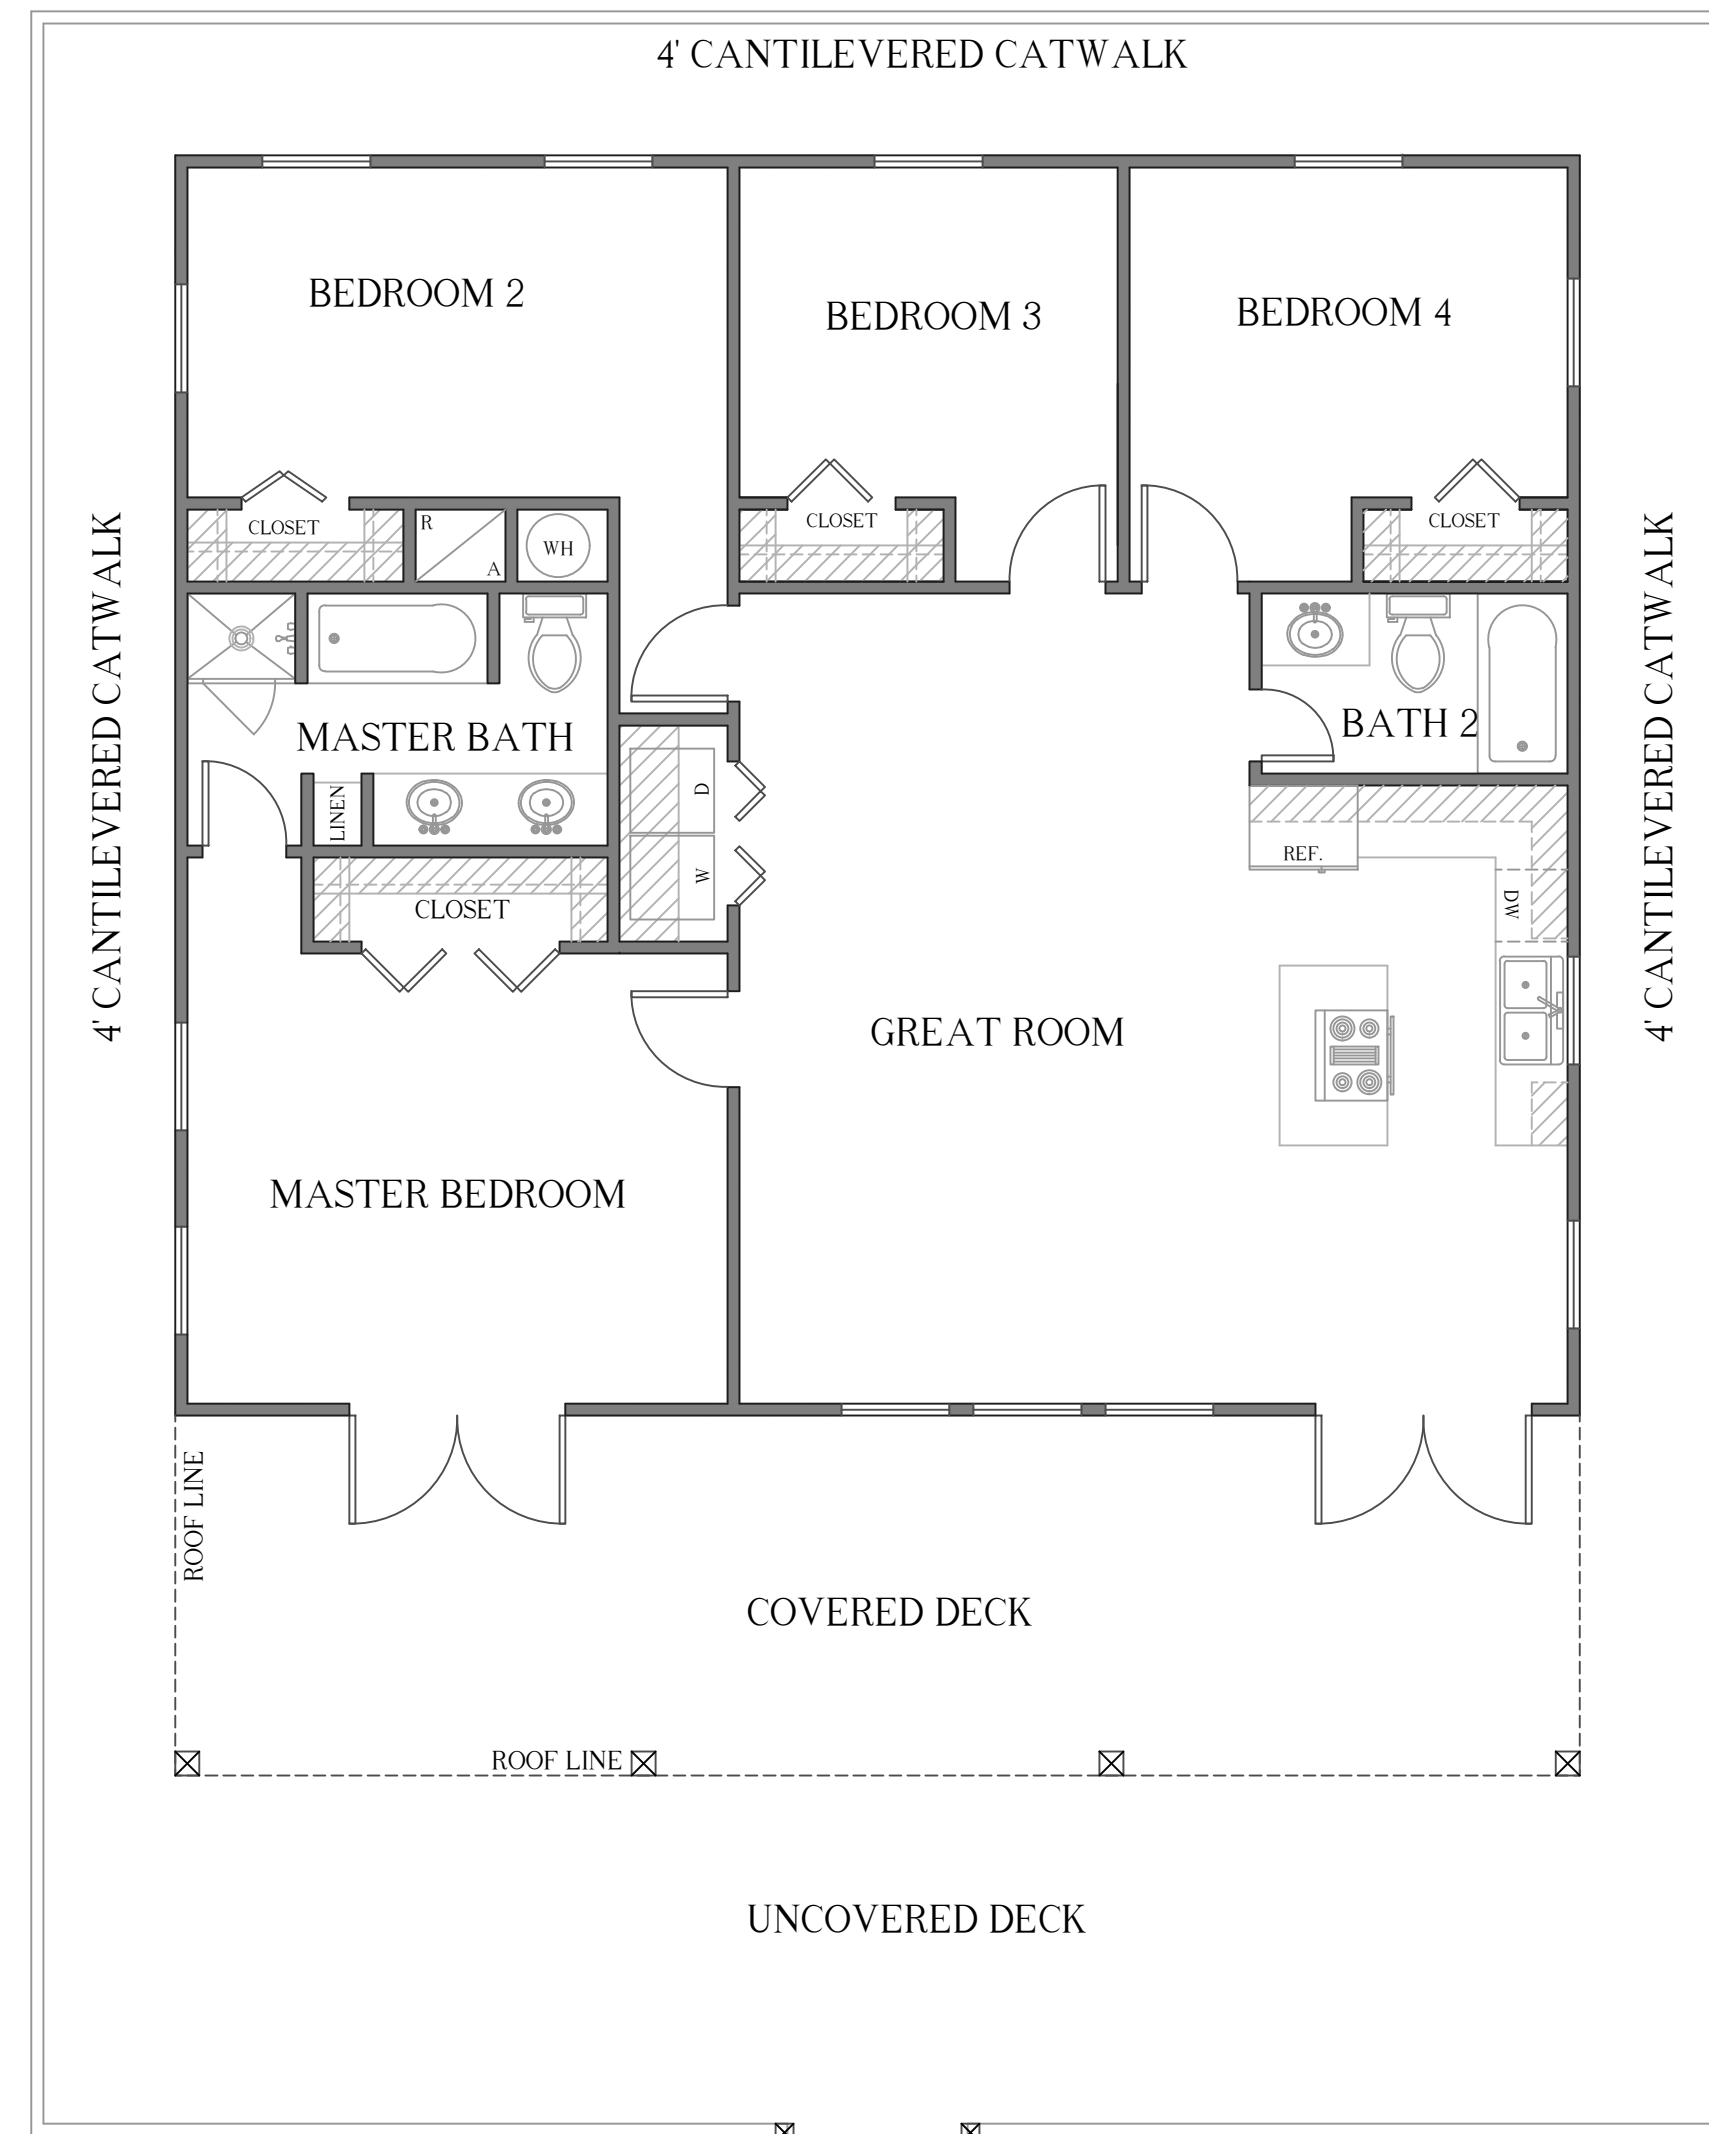 4' CANTILEVERED CATWALK
BEDROOM 2
BEDROOM 3
BEDROOM 4
CLOSET
R
A
WH
CLOSET
CLOSET
4' CANTILEVERED CATWALK
4' CANTILEVERED CATWALK
MASTER BATH
BATH 2
LINEN
D
W
REF.
DW
CLOSET
GREAT ROOM
MASTER BEDROOM
ROOF LINE
COVERED DECK
ROOF LINE
UNCOVERED DECK